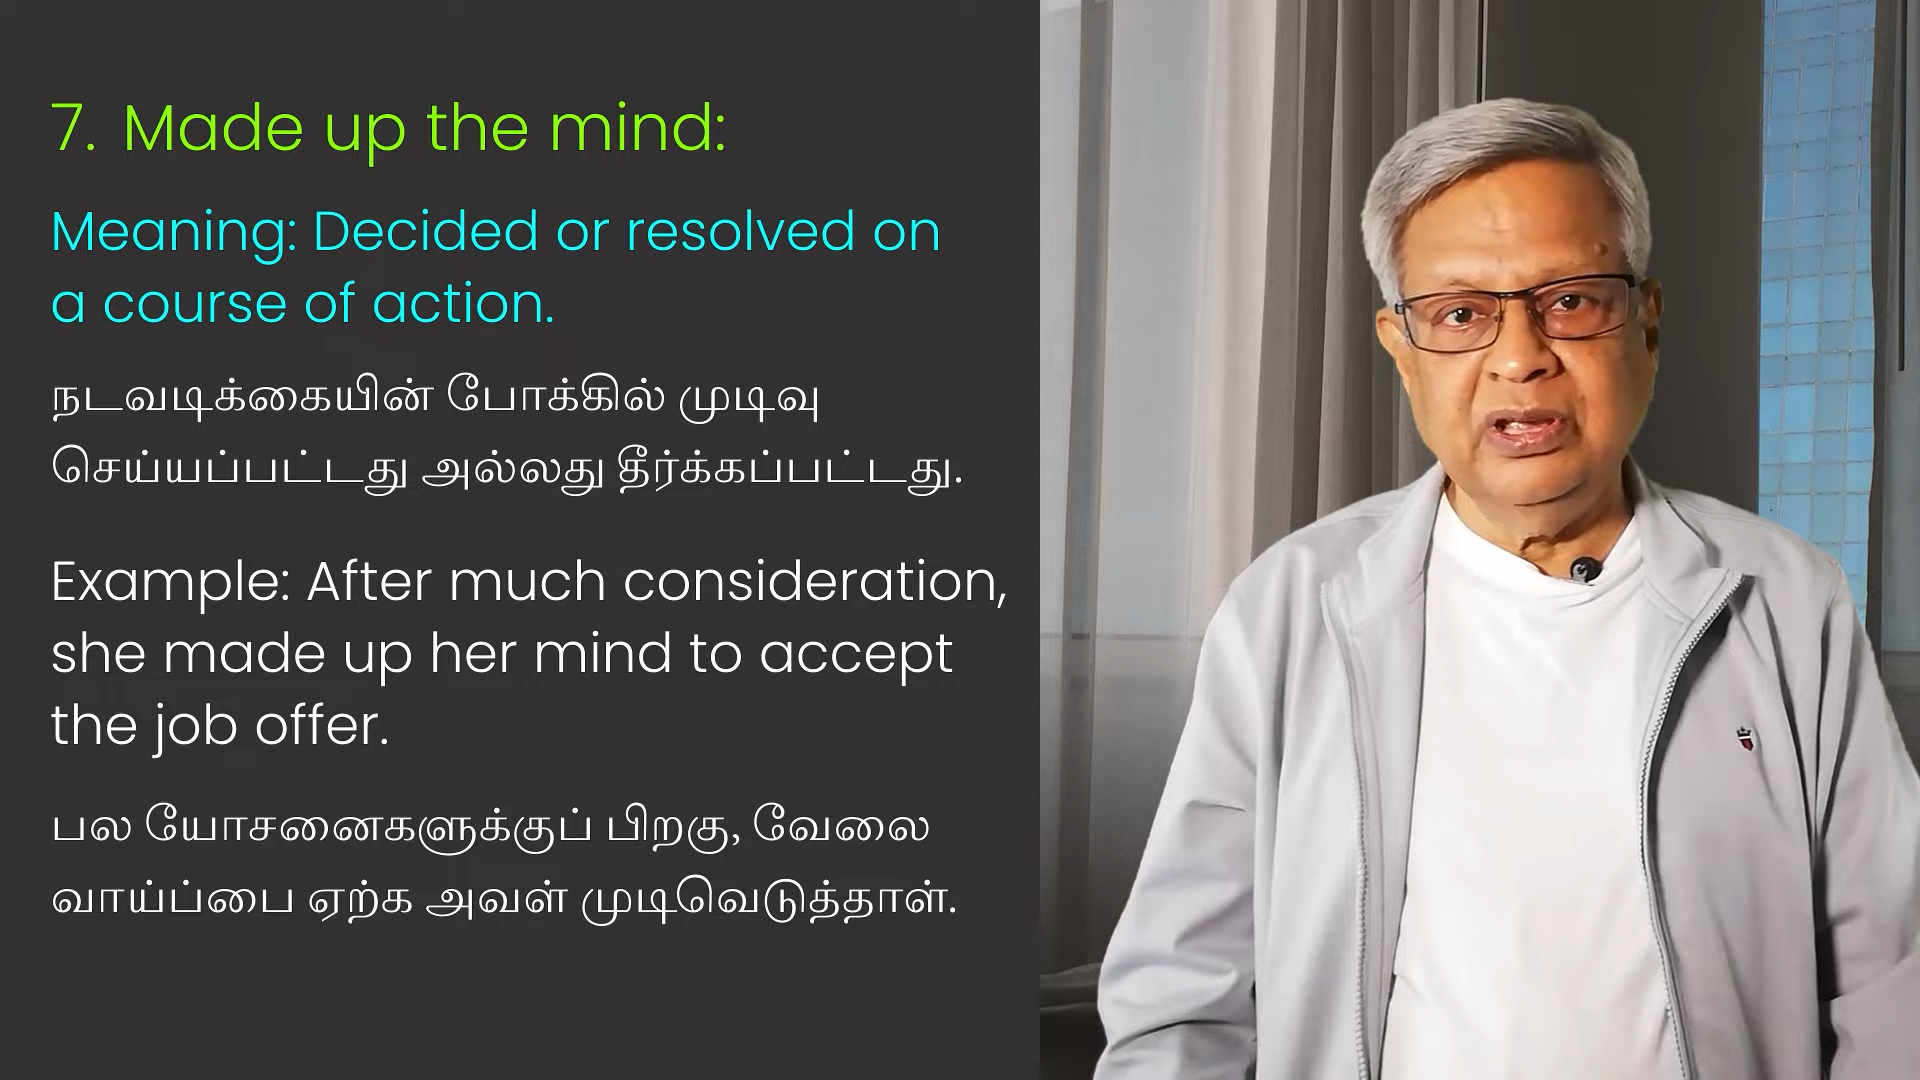 7. Made up the mind:
Meaning: Decided or resolved on
a course of action.
நடவடிக்கையின் போக்கில் முடிவு
செய்யப்பட்டது அல்லது தீர்க்கப்பட்டது.
Example: After much consideration,
she made up her mind to accept
the job offer.
பல யோசனைகளுக்குப் பிறகு, வேலை
வாய்ப்பை ஏற்க அவள் முடிவெடுத்தாள்.